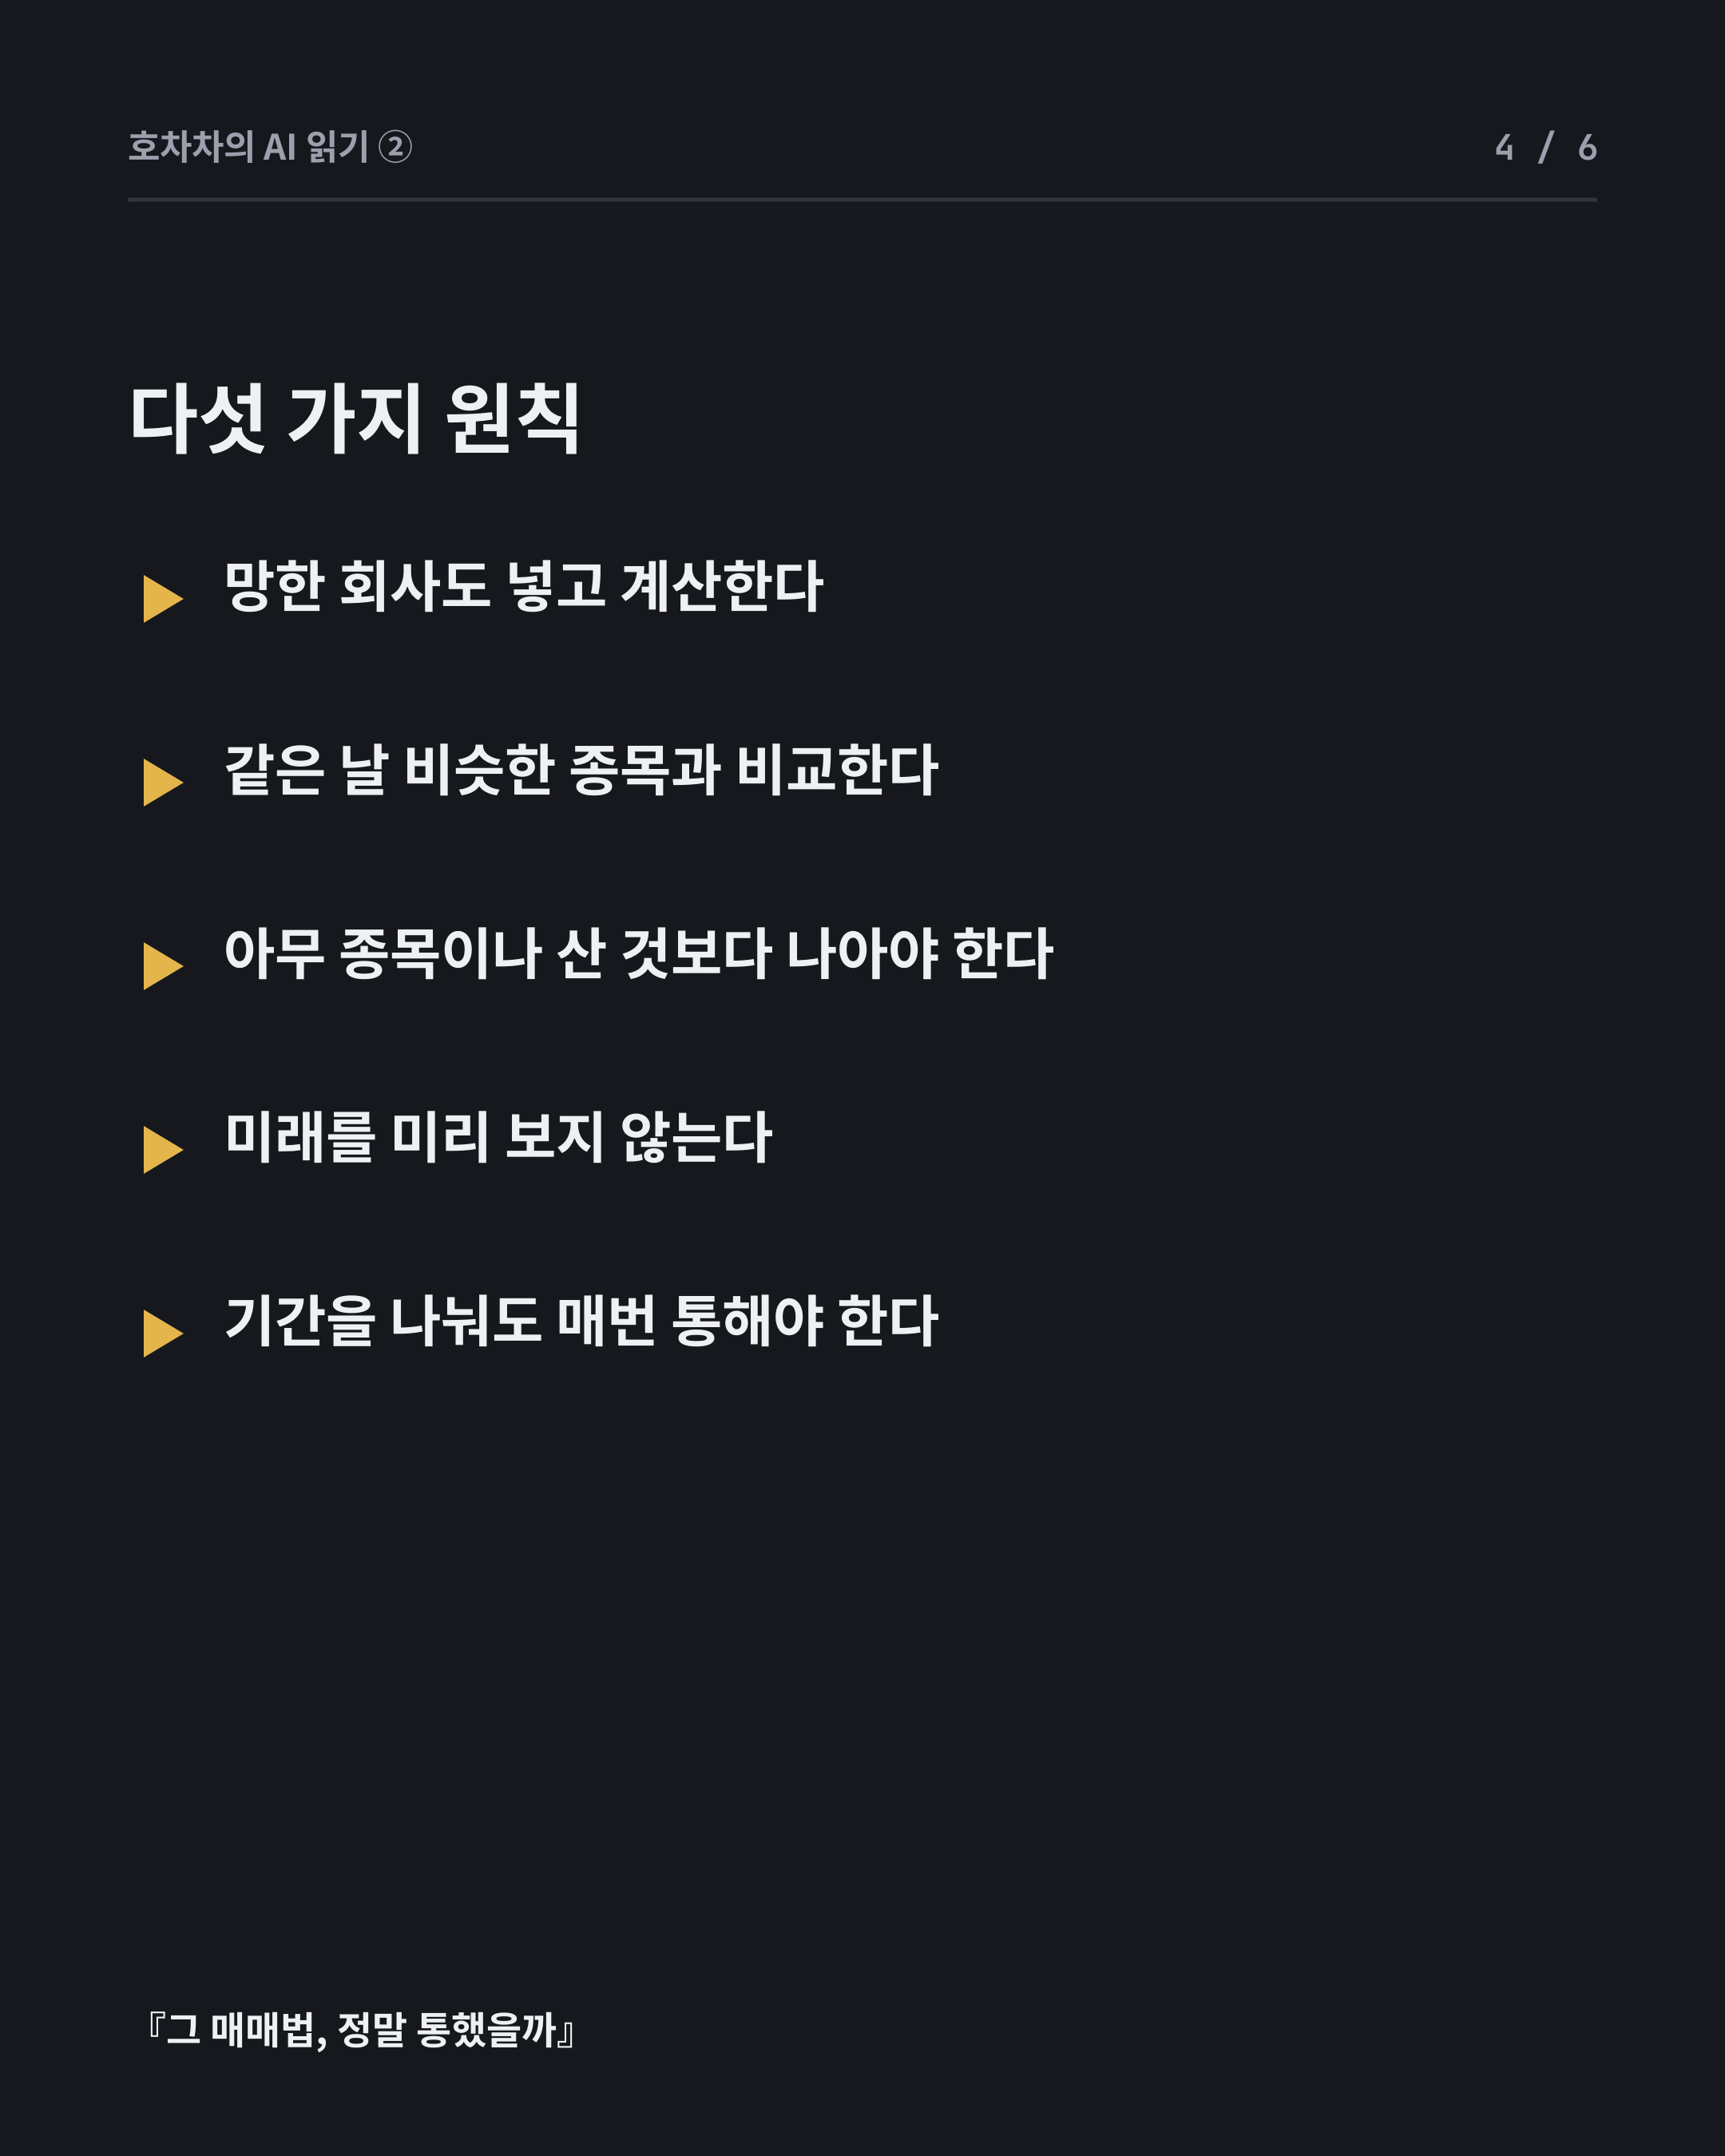 호차차의 AI 읽기 ②
4 / 6
다섯 가지 원칙
망한 회사도 넣고 계산한다
같은 날 비슷한 종목과 비교한다
아무 종목이나 산 것보다 나아야 한다
미래를 미리 보지 않는다
기간을 나눠도 매번 통해야 한다
『그 매매법, 정말 통했을까』